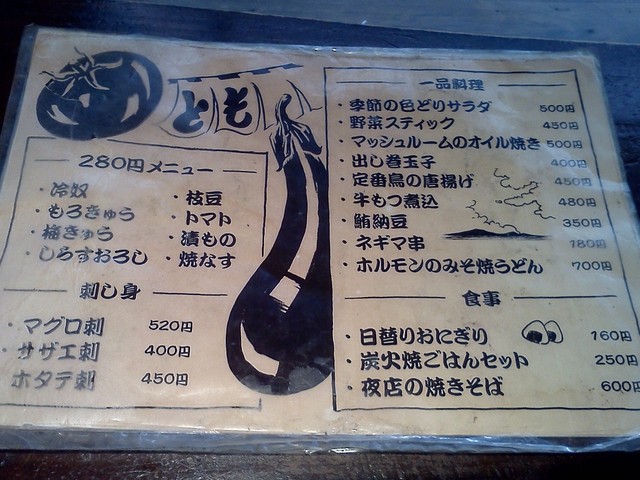 とも
280円メニュー
・冷奴
・もろきゅう
・梅きゅう
・しらすおろし
・枝豆
・トマト
・漬もの
・焼なす
刺し身
・マグロ刺 520円
・サザエ刺 400円
ホタテ刺 450円
一品料理
・季節の色どりサラダ 500円
・野菜スティック 450円
・マッシュルームのオイル焼き 500円
・出し巻玉子 400円
・定番鳥の唐揚げ 450円
・牛もつ煮込 480円
・鮪納豆 350円
・ネギマ串 180円
・ホルモンのみそ焼うどん 700円
食事
・日替りおにぎり 160円
・炭火焼ごはんセット 250円
・夜店の焼きそば 600円